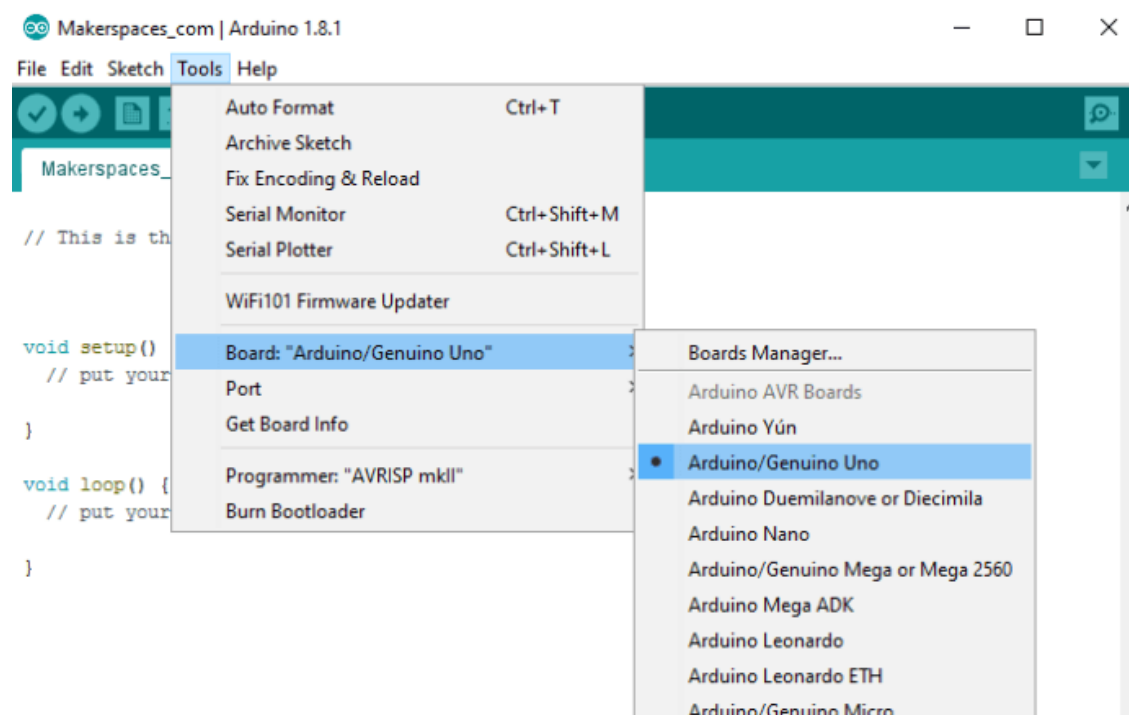 Makerspaces_com | Arduino 1.8.1
File Edit Sketch Tools Help
Makerspaces_
// This is th
void setup()
// put your
}
void loop() {
// put your
}
Auto Format Ctrl+T
Archive Sketch
Fix Encoding & Reload
Serial Monitor Ctrl+Shift+M
Serial Plotter Ctrl+Shift+L
WiFi101 Firmware Updater
Board: "Arduino/Genuino Uno"
Port
Get Board Info
Programmer: "AVRISP mkII"
Burn Bootloader
Boards Manager...
Arduino AVR Boards
Arduino Yún
Arduino/Genuino Uno
Arduino Duemilanove or Diecimila
Arduino Nano
Arduino/Genuino Mega or Mega 2560
Arduino Mega ADK
Arduino Leonardo
Arduino Leonardo ETH
Arduino/Genuino Micro